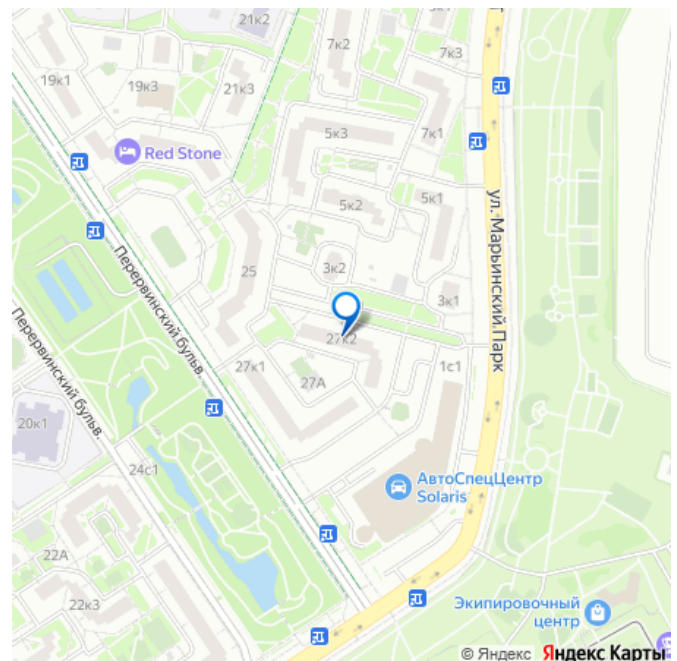 21к2
7к2
7к3
19к1
19к3
21к3
5к3
7к1
Red Stone
5к2
5к1
ул. Марьинский Парк
Перервинский бульв.
25
3к2
3к1
27к2
1с1
27к1
27А
Перервинский бульв.
20к1
24с1
АвтоСпецЦентр
Solaris
22А
22к3
Экипировочный
центр
© Яндекс Яндекс Карты